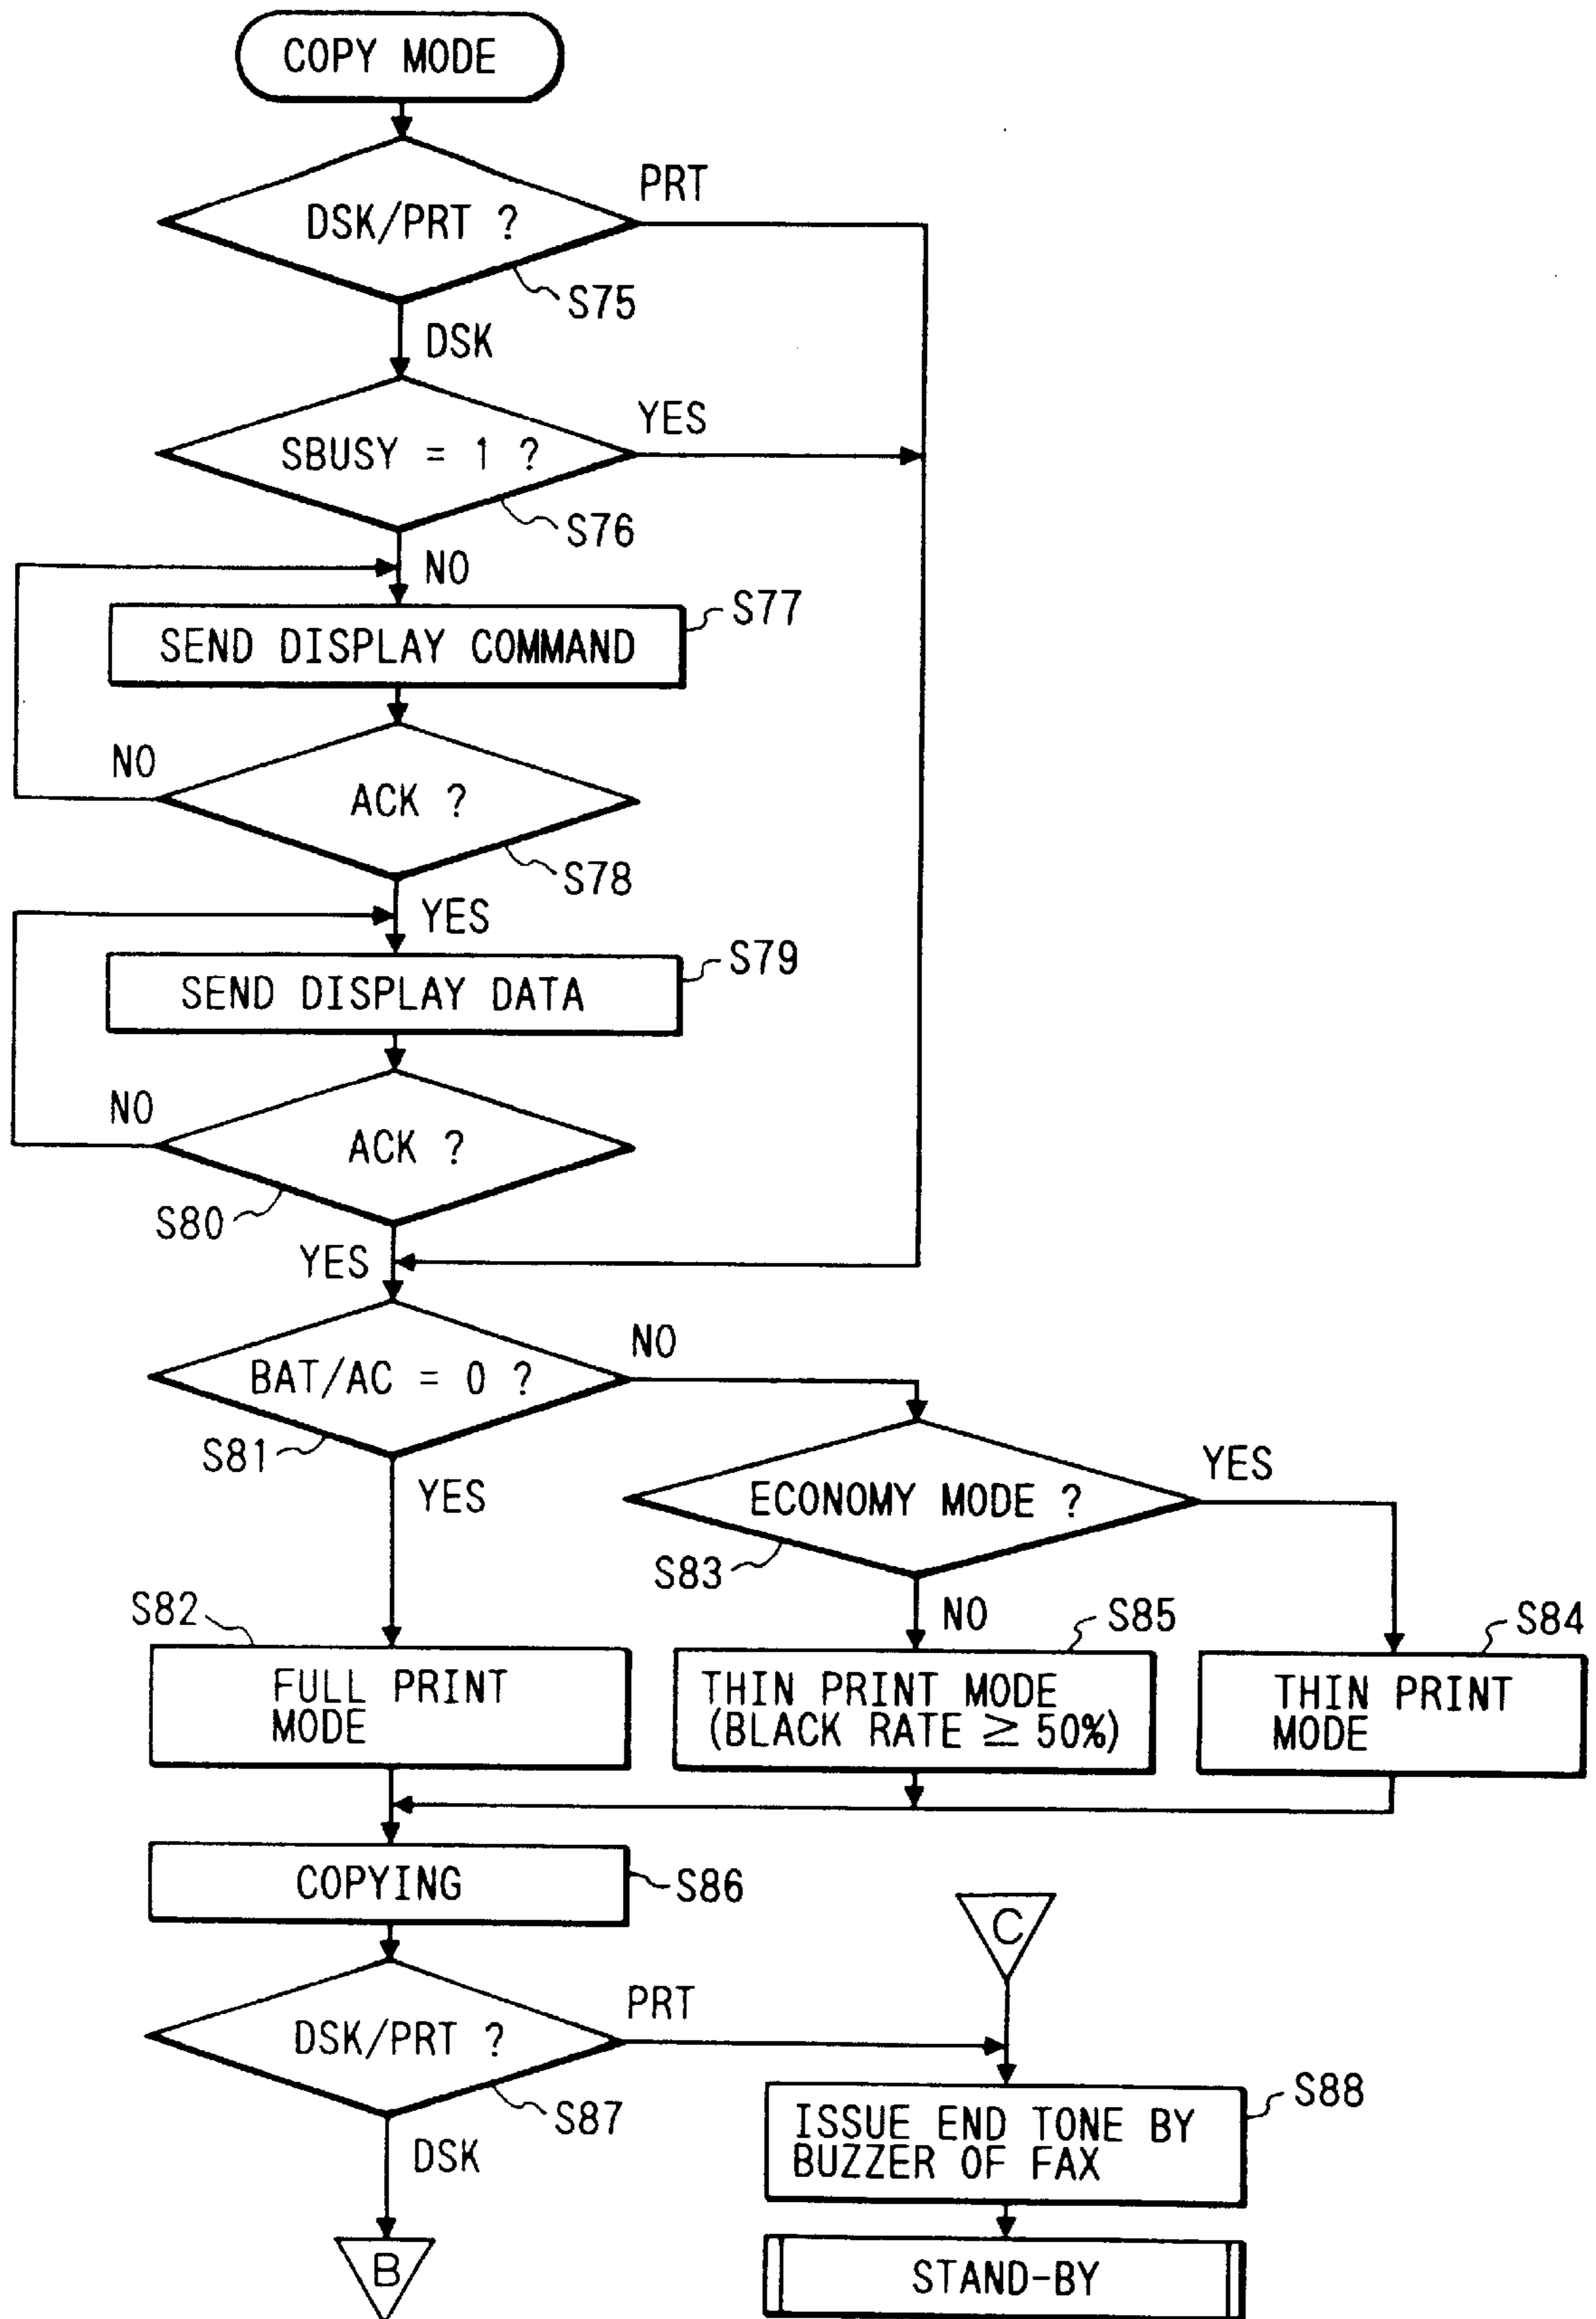 COPY MODE
DSK/PRT ?
PRT
S75
DSK
SBUSY = 1 ?
YES
S76
NO
SEND DISPLAY COMMAND
S77
ACK ?
NO
S78
YES
SEND DISPLAY DATA
S79
ACK ?
NO
S80
YES
BAT/AC = 0 ?
NO
S81
YES
ECONOMY MODE ?
YES
S83
NO
S82
FULL PRINT
MODE
S85
THIN PRINT MODE
(BLACK RATE ≥ 50%)
S84
THIN PRINT
MODE
COPYING
S86
C
DSK/PRT ?
PRT
S87
DSK
S88
ISSUE END TONE BY
BUZZER OF FAX
B
STAND-BY